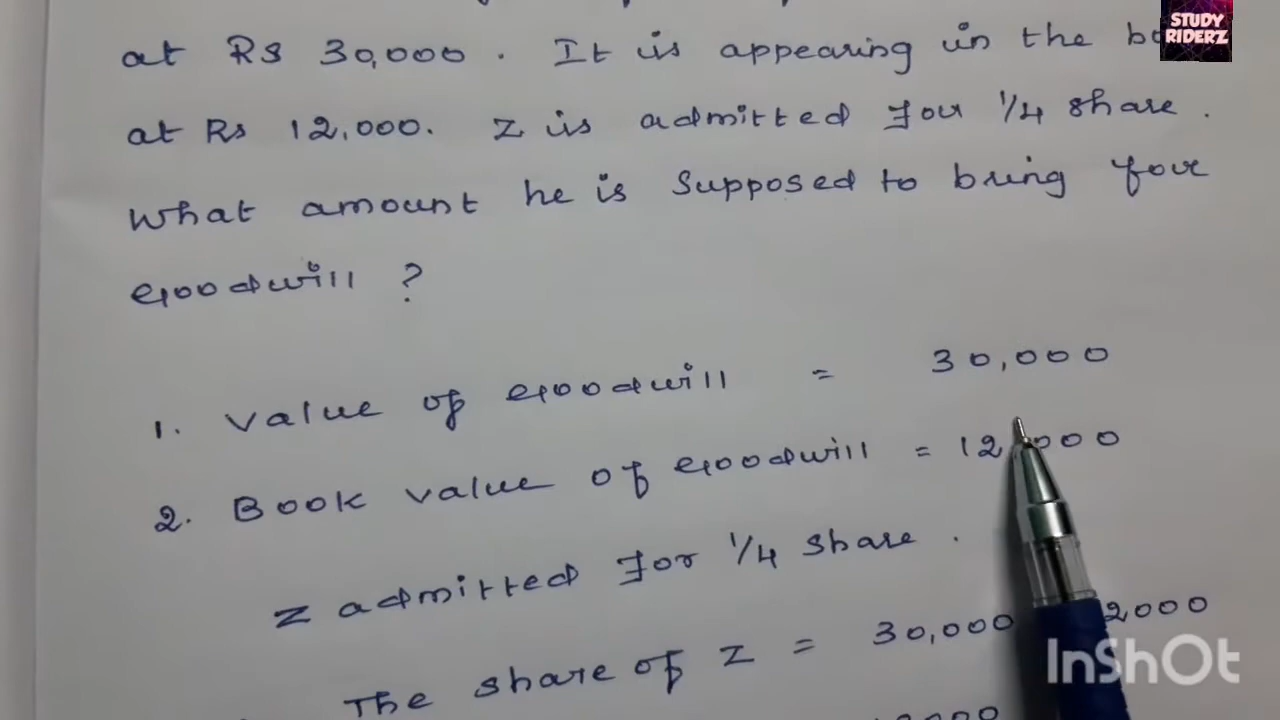 at Rs 30,000. It is appearing in the
at Rs 12,000. Z is admitted for 1/4 share.
What amount he is supposed to bring for
Goodwill ?
1. Value of Goodwill = 30,000
2. Book value of Goodwill = 12,000
Z admitted for 1/4 share.
The share of Z = 30,000 2000
STUDY
RIDERZ
InShOt